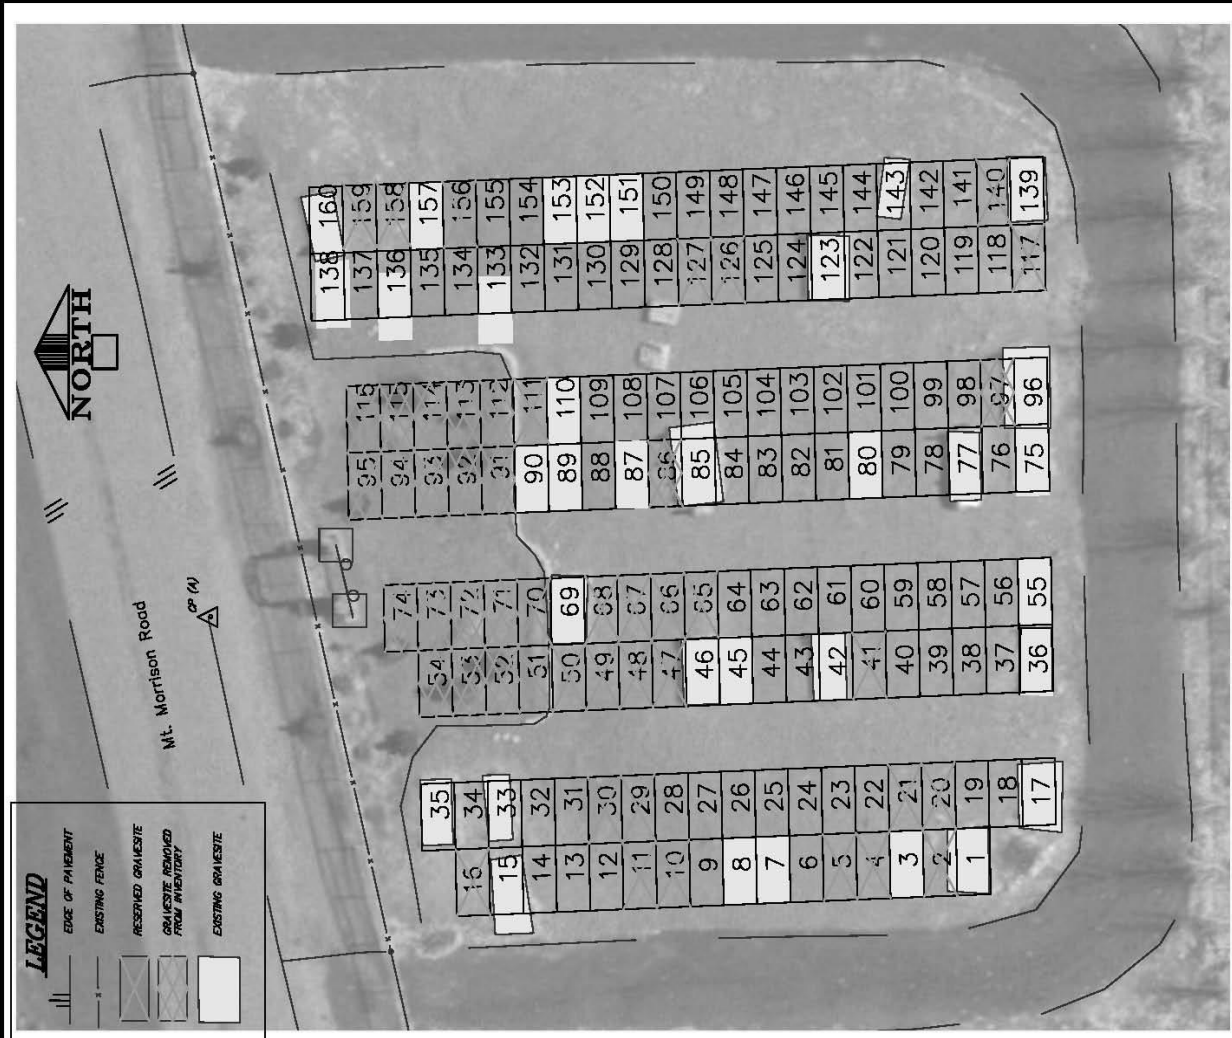 160 159 158 157 156 155 154 153 152 151 150 149 148 147 146 145 144 143 142 141 140 139
138 137 136 135 134 133 132 131 130 129 128 127 126 125 124 123 122 121 120 119 118 117
NORTH
116 115 114 113 112 111 110 109 108 107 106 105 104 103 102 101 100 99 98 97 96
95 94 93 92 91 90 89 88 87 86 85 84 83 82 81 80 79 78 77 76 75
74 73 72 71 70 69 68 67 66 65 64 63 62 61 60 59 58 57 56 55
54 53 52 51 50 49 48 47 46 45 44 43 42 41 40 39 38 37 36
Mt. Morrison Road
35 34 33 32 31 30 29 28 27 26 25 24 23 22 21 20 19 18 17
16 15 14 13 12 11 10 9 8 7 6 5 4 3 2 1
LEGEND
EDGE OF PAVEMENT
EXISTING FENCE
RESERVED GRAVESITE
GRAVESITE REMOVED
FROM INVENTORY
EXISTING GRAVESITE